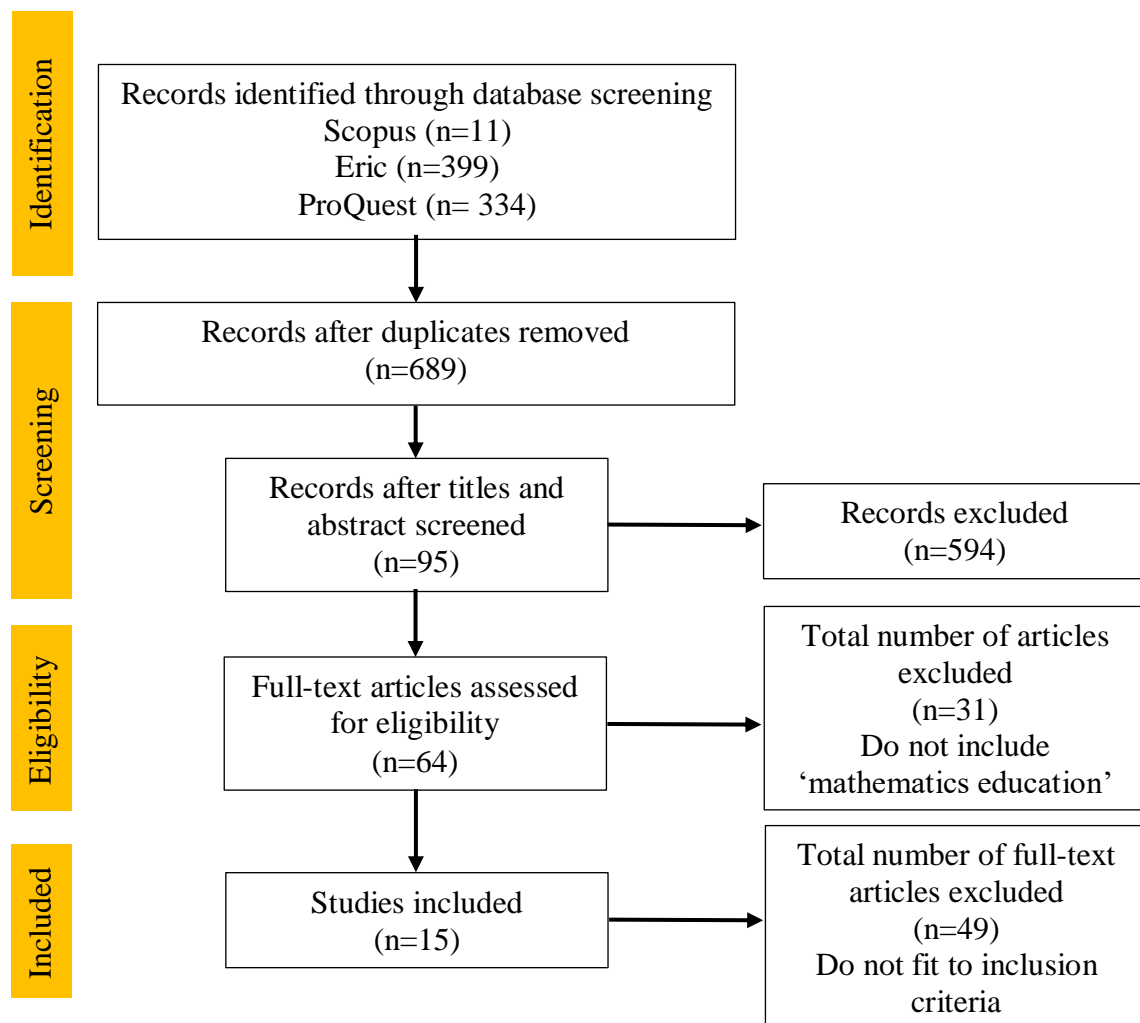 Identification
Records identified through database screening
Scopus (n=11)
Eric (n=399)
ProQuest (n= 334)
Screening
Records after duplicates removed
(n=689)
Records after titles and
abstract screened
(n=95)
Records excluded
(n=594)
Eligibility
Full-text articles assessed
for eligibility
(n=64)
Total number of articles
excluded
(n=31)
Do not include
‘mathematics education’
Included
Studies included
(n=15)
Total number of full-text
articles excluded
(n=49)
Do not fit to inclusion
criteria